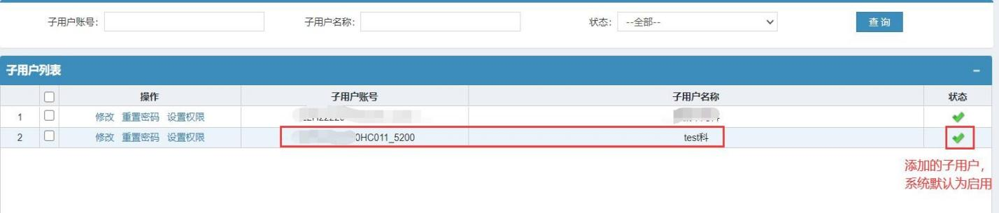 子用户账号： 子用户名称： 状态： --全部-- 查询
子用户列表
操作 子用户账号 子用户名称 状态
1 修改 重置密码 设置权限
2 修改 重置密码 设置权限 0HC011_5200 test科
添加的子用户，
系统默认为启用